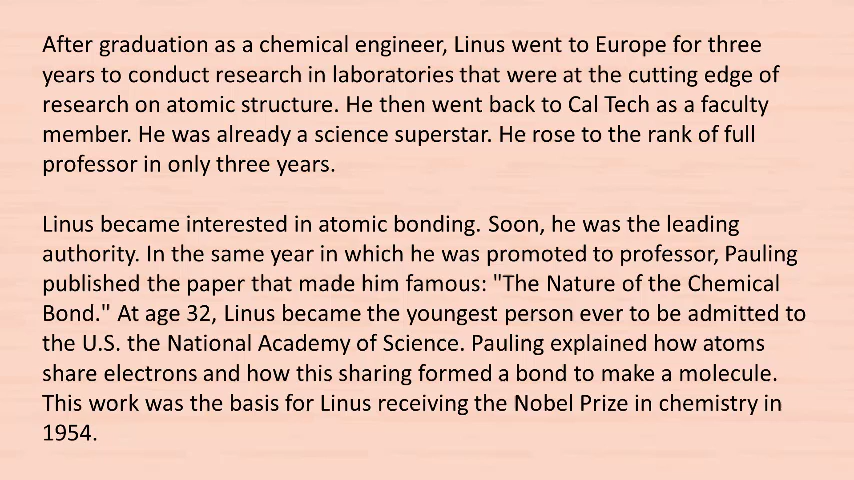 After graduation as a chemical engineer, Linus went to Europe for three
years to conduct research in laboratories that were at the cutting edge of
research on atomic structure. He then went back to Cal Tech as a faculty
member. He was already a science superstar. He rose to the rank of full
professor in only three years.
Linus became interested in atomic bonding. Soon, he was the leading
authority. In the same year in which he was promoted to professor, Pauling
published the paper that made him famous: "The Nature of the Chemical
Bond." At age 32, Linus became the youngest person ever to be admitted to
the U.S. the National Academy of Science. Pauling explained how atoms
share electrons and how this sharing formed a bond to make a molecule.
This work was the basis for Linus receiving the Nobel Prize in chemistry in
1954.